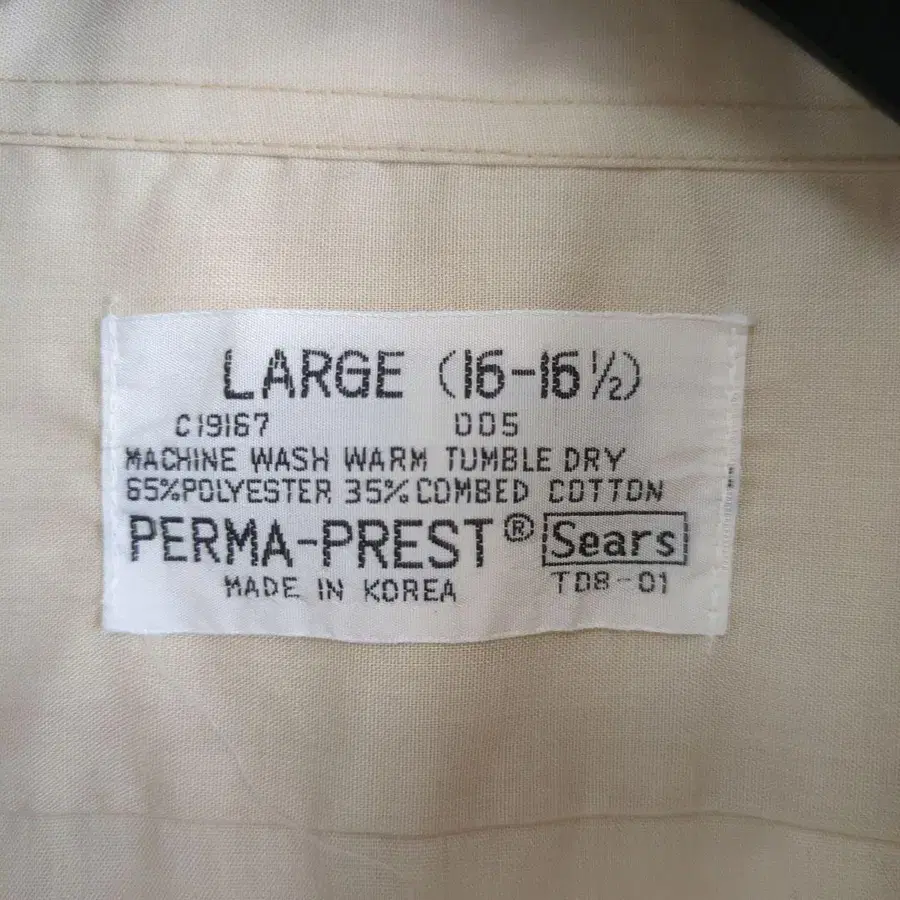 LARGE (16-16½)
C19167 005
MACHINE WASH WARM TUMBLE DRY
65%POLYESTER 35%COMBED COTTON
PERMA-PREST® Sears
MADE IN KOREA TDB-01